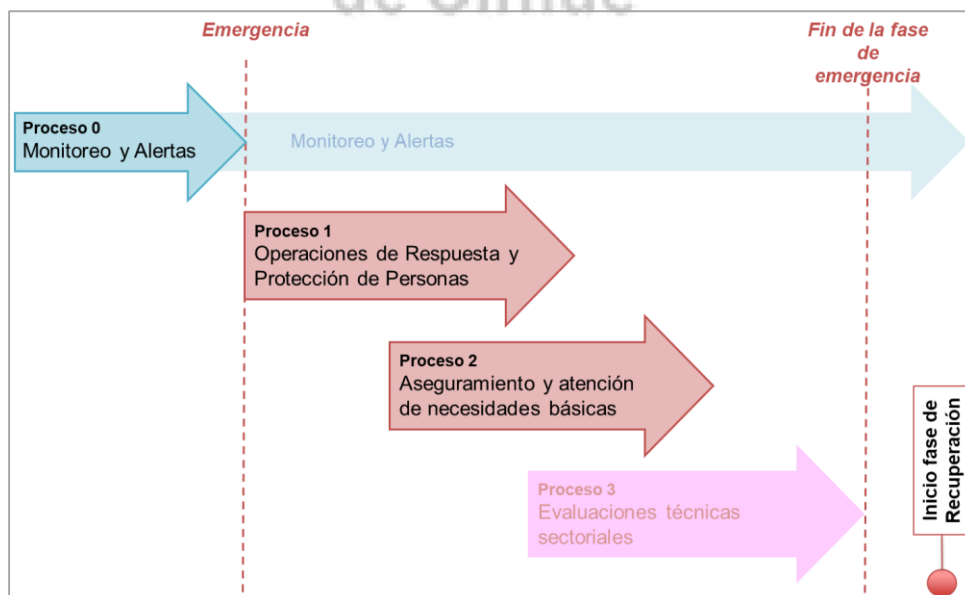 Emergencia
Fin de la fase
de
emergencia
Proceso 0
Monitoreo y Alertas
Monitoreo y Alertas
Proceso 1
Operaciones de Respuesta y
Protección de Personas
Proceso 2
Aseguramiento y atención
de necesidades básicas
Proceso 3
Evaluaciones técnicas
sectoriales
Inicio fase de
Recuperación